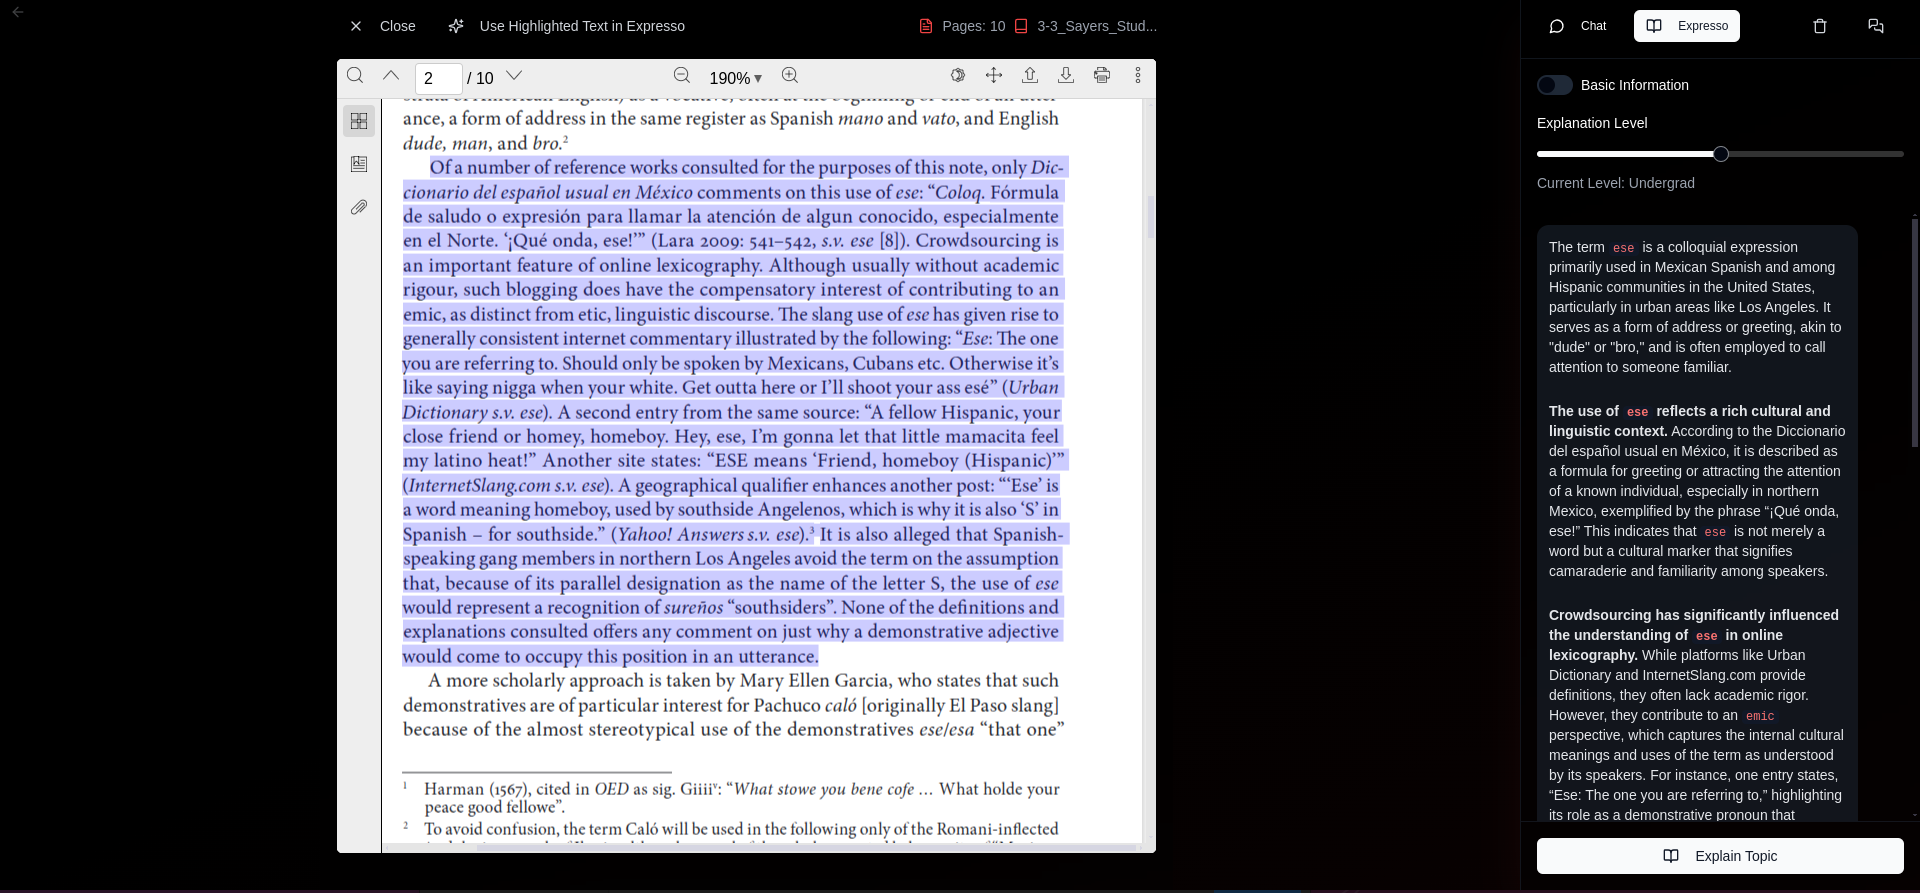 Close
Use Highlighted Text in Expresso
Pages: 10
3-3_Sayers_Stud...
Chat
Expresso
2 / 10
190%
ance, a form of address in the same register as Spanish mano and vato, and English
dude, man, and bro.2
Of a number of reference works consulted for the purposes of this note, only Dic-
cionario del español usual en México comments on this use of ese: “Coloq. Fórmula
de saludo o expresión para llamar la atención de algun conocido, especialmente
en el Norte. ‘¡Qué onda, ese!’” (Lara 2009: 541–542, s.v. ese [8]). Crowdsourcing is
an important feature of online lexicography. Although usually without academic
rigour, such blogging does have the compensatory interest of contributing to an
emic, as distinct from etic, linguistic discourse. The slang use of ese has given rise to
generally consistent internet commentary illustrated by the following: “Ese: The one
you are referring to. Should only be spoken by Mexicans, Cubans etc. Otherwise it’s
like saying nigga when your white. Get outta here or I’ll shoot your ass esé” (Urban
Dictionary s.v. ese). A second entry from the same source: “A fellow Hispanic, your
close friend or homey, homeboy. Hey, ese, I’m gonna let that little mamacita feel
my latino heat!” Another site states: “ESE means ‘Friend, homeboy (Hispanic)’”
(InternetSlang.com s.v. ese). A geographical qualifier enhances another post: “‘Ese’ is
a word meaning homeboy, used by southside Angelenos, which is why it is also ‘S’ in
Spanish – for southside.” (Yahoo! Answers s.v. ese).3 It is also alleged that Spanish-
speaking gang members in northern Los Angeles avoid the term on the assumption
that, because of its parallel designation as the name of the letter S, the use of ese
would represent a recognition of sureños “southsiders”. None of the definitions and
explanations consulted offers any comment on just why a demonstrative adjective
would come to occupy this position in an utterance.
A more scholarly approach is taken by Mary Ellen Garcia, who states that such
demonstratives are of particular interest for Pachuco caló [originally El Paso slang]
because of the almost stereotypical use of the demonstratives ese/esa “that one”
1 Harman (1567), cited in OED as sig. Giiiiv: “What stowe you bene cofe … What holde your
peace good fellowe”.
2 To avoid confusion, the term Caló will be used in the following only of the Romani-inflected
Basic Information
Explanation Level
Current Level: Undergrad
The term ese is a colloquial expression
primarily used in Mexican Spanish and among
Hispanic communities in the United States,
particularly in urban areas like Los Angeles. It
serves as a form of address or greeting, akin to
"dude" or "bro," and is often employed to call
attention to someone familiar.
The use of ese reflects a rich cultural and
linguistic context. According to the Diccionario
del español usual en México, it is described as
a formula for greeting or attracting the attention
of a known individual, especially in northern
Mexico, exemplified by the phrase “¡Qué onda,
ese!” This indicates that ese is not merely a
word but a cultural marker that signifies
camaraderie and familiarity among speakers.
Crowdsourcing has significantly influenced
the understanding of ese in online
lexicography. While platforms like Urban
Dictionary and InternetSlang.com provide
definitions, they often lack academic rigor.
However, they contribute to an emic
perspective, which captures the internal cultural
meanings and uses of the term as understood
by its speakers. For instance, one entry states,
“Ese: The one you are referring to,” highlighting
its role as a demonstrative pronoun that
Explain Topic